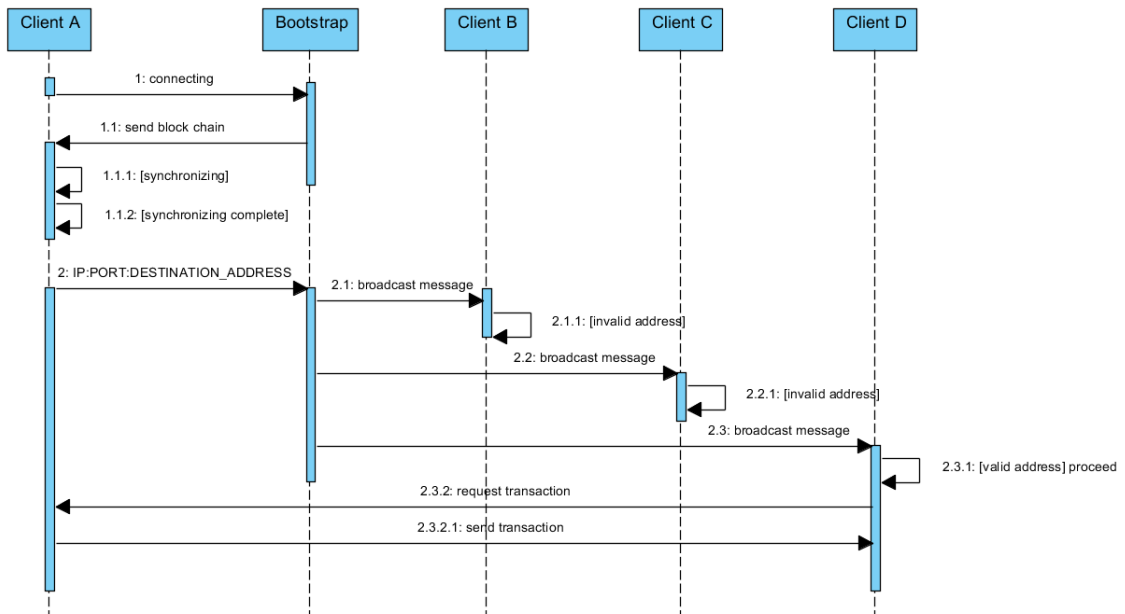 Client A
Bootstrap
Client B
Client C
Client D
1: connecting
1.1: send block chain
1.1.1: [synchronizing]
1.1.2: [synchronizing complete]
2: IP:PORT:DESTINATION_ADDRESS
2.1: broadcast message
2.1.1: [invalid address]
2.2: broadcast message
2.2.1: [invalid address]
2.3: broadcast message
2.3.1: [valid address] proceed
2.3.2: request transaction
2.3.2.1: send transaction